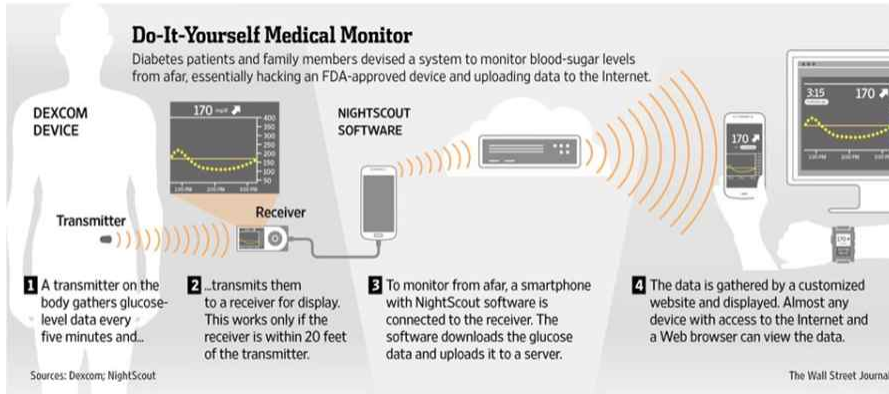 Do-It-Yourself Medical Monitor
Diabetes patients and family members devised a system to monitor blood-sugar levels
from afar, essentially hacking an FDA-approved device and uploading data to the Internet.
DEXCOM
DEVICE
170
400
350
300
250
200
150
100
50
NIGHTSCOUT
SOFTWARE
170
3:15
170
Transmitter
Receiver
170
1 A transmitter on the
body gathers glucose-
level data every
five minutes and...
2 ...transmits them
to a receiver for display.
This works only if the
receiver is within 20 feet
of the transmitter.
3 To monitor from afar, a smartphone
with NightScout software is
connected to the receiver. The
software downloads the glucose
data and uploads it to a server.
4 The data is gathered by a customized
website and displayed. Almost any
device with access to the Internet and
a Web browser can view the data.
Sources: Dexcom; NightScout
The Wall Street Journal